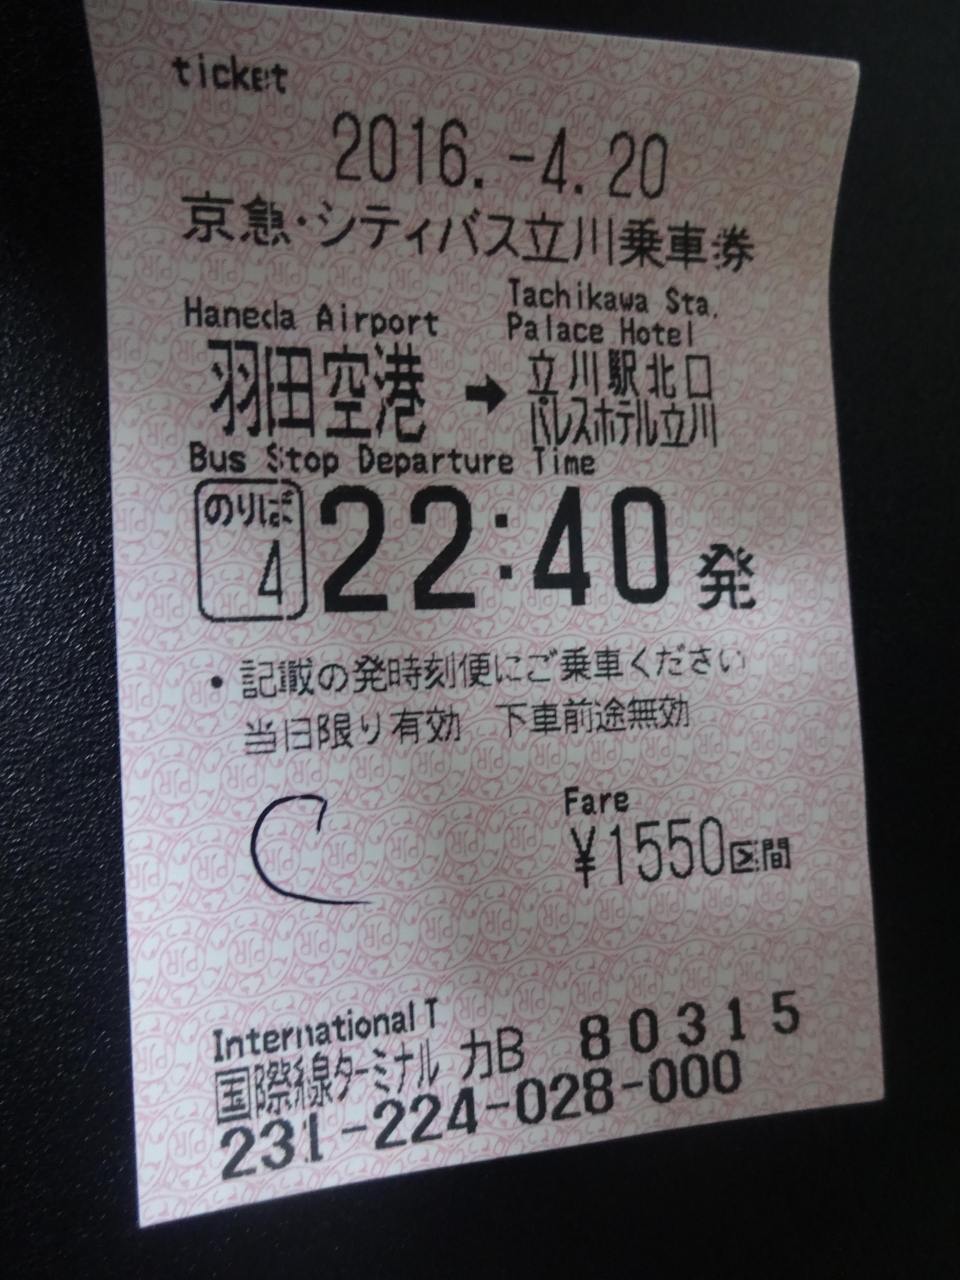 ticket
2016.-4.20
京急・シティバス立川乗車券
Haneda Airport
Tachikawa Sta.
Palace Hotel
羽田空港 ➡ 立川駅北口
パレスホテル立川
Bus Stop Departure Time
のりば
4
22:40 発
・記載の発時刻便にご乗車ください
当日限り有効 下車前途無効
C
Fare
¥1550区間
International T
国際線ターミナル カB 80315
231-224-028-000